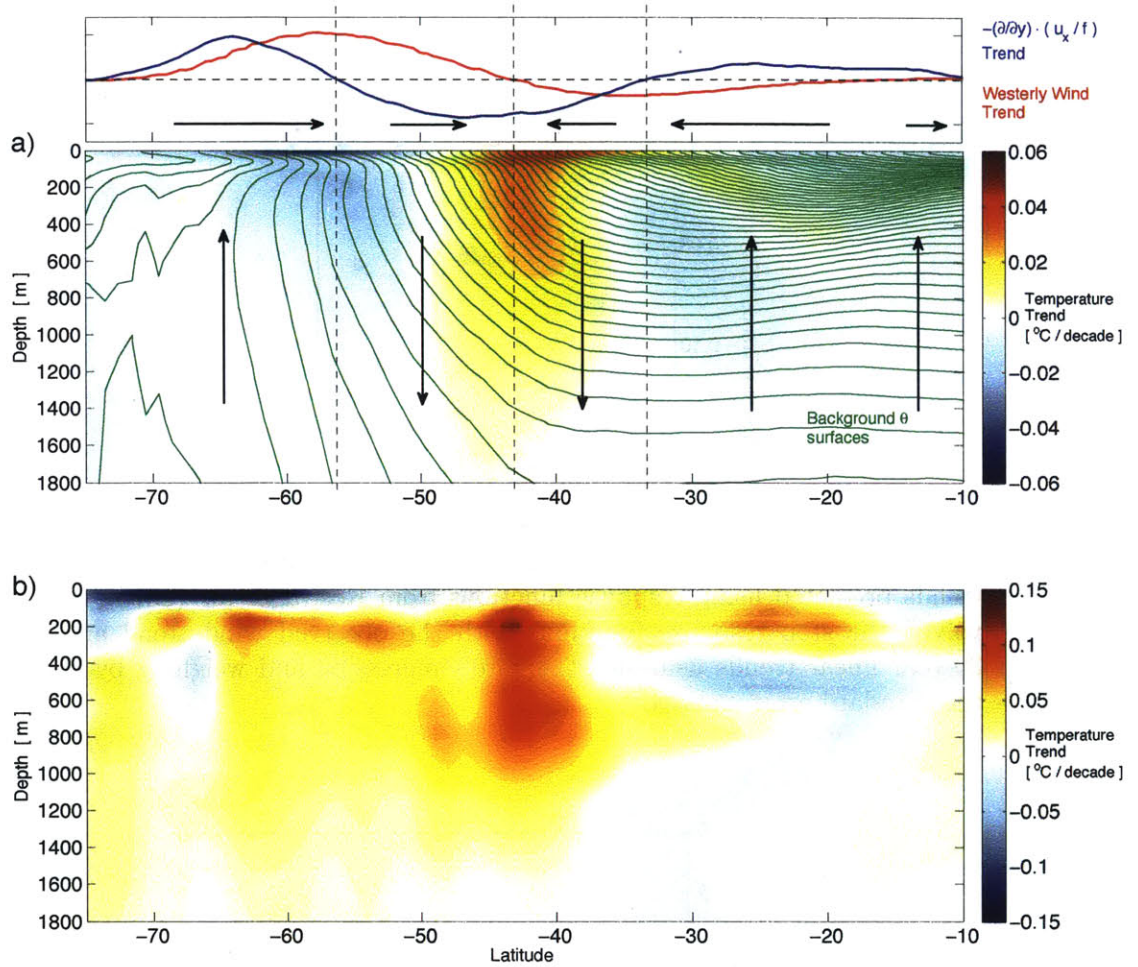 −(∂/∂y) · ( u_x / f )
Trend
Westerly Wind
Trend
a)
0
200
400
600
800
1000
1200
1400
1600
1800
Depth [ m ]
−70
−60
−50
−40
−30
−20
−10
Background θ
surfaces
0.06
0.04
0.02
0
−0.02
−0.04
−0.06
Temperature
Trend
[ °C / decade ]
b)
0
200
400
600
800
1000
1200
1400
1600
1800
Depth [ m ]
−70
−60
−50
−40
−30
−20
−10
Latitude
0.15
0.1
0.05
0
−0.05
−0.1
−0.15
Temperature
Trend
[ °C / decade ]